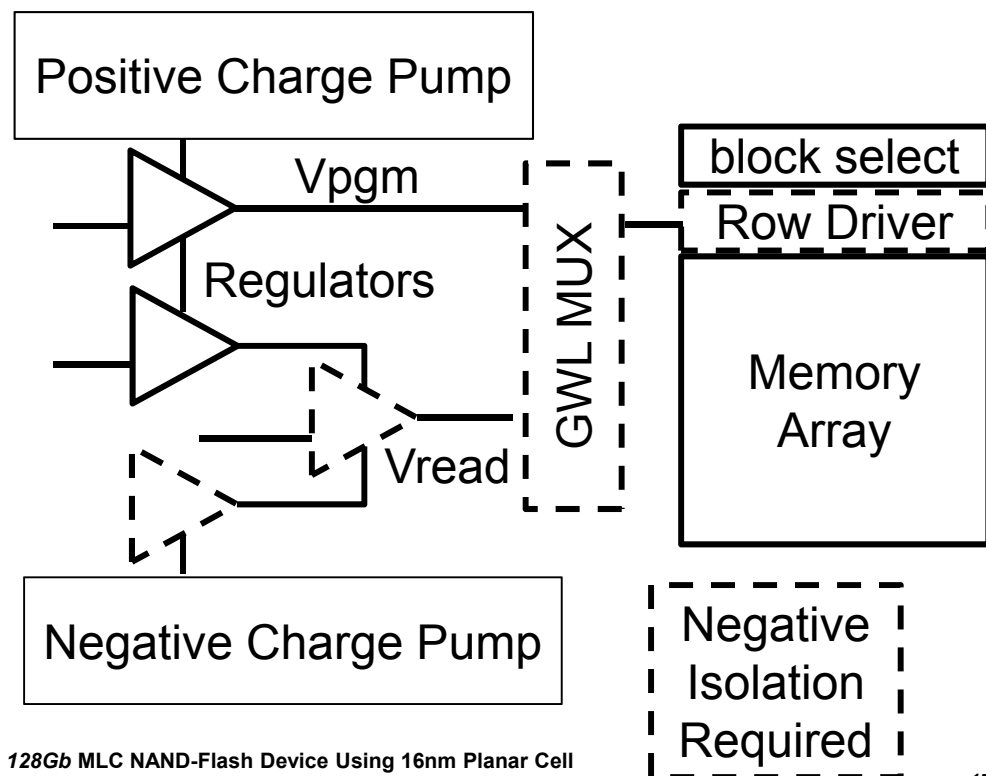 Positive Charge Pump
Vpgm
Regulators
Vread
GWL MUX
block select
Row Driver
Memory
Array
Negative Charge Pump
Negative
Isolation
Required
128Gb MLC NAND-Flash Device Using 16nm Planar Cell